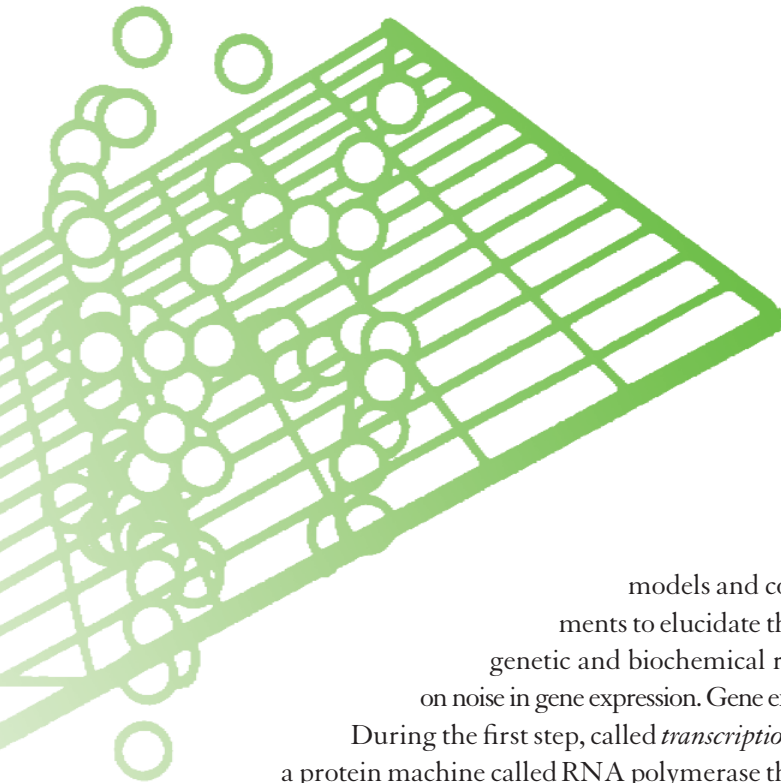 models and co
ments to elucidate th
genetic and biochemical r
on noise in gene expression. Gene e
During the first step, called transcriptio
a protein machine called RNA polymerase th